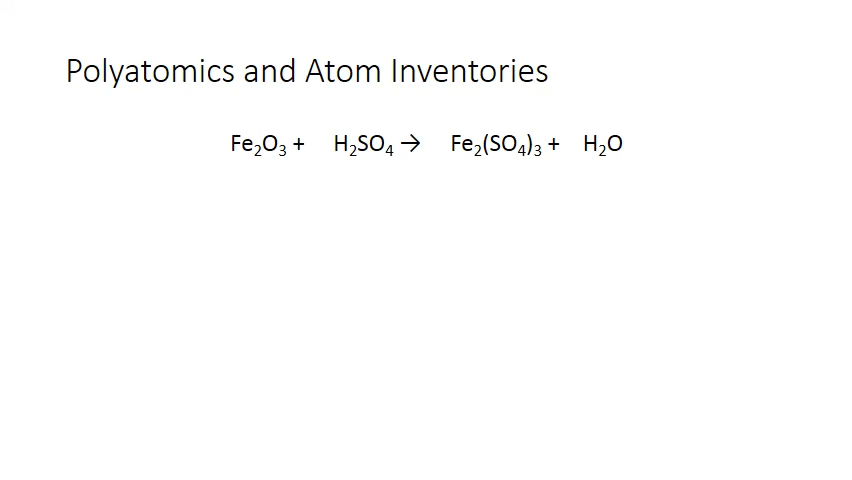 Polyatomics and Atom Inventories
Fe₂O₃ + H₂SO₄ → Fe₂(SO₄)₃ + H₂O